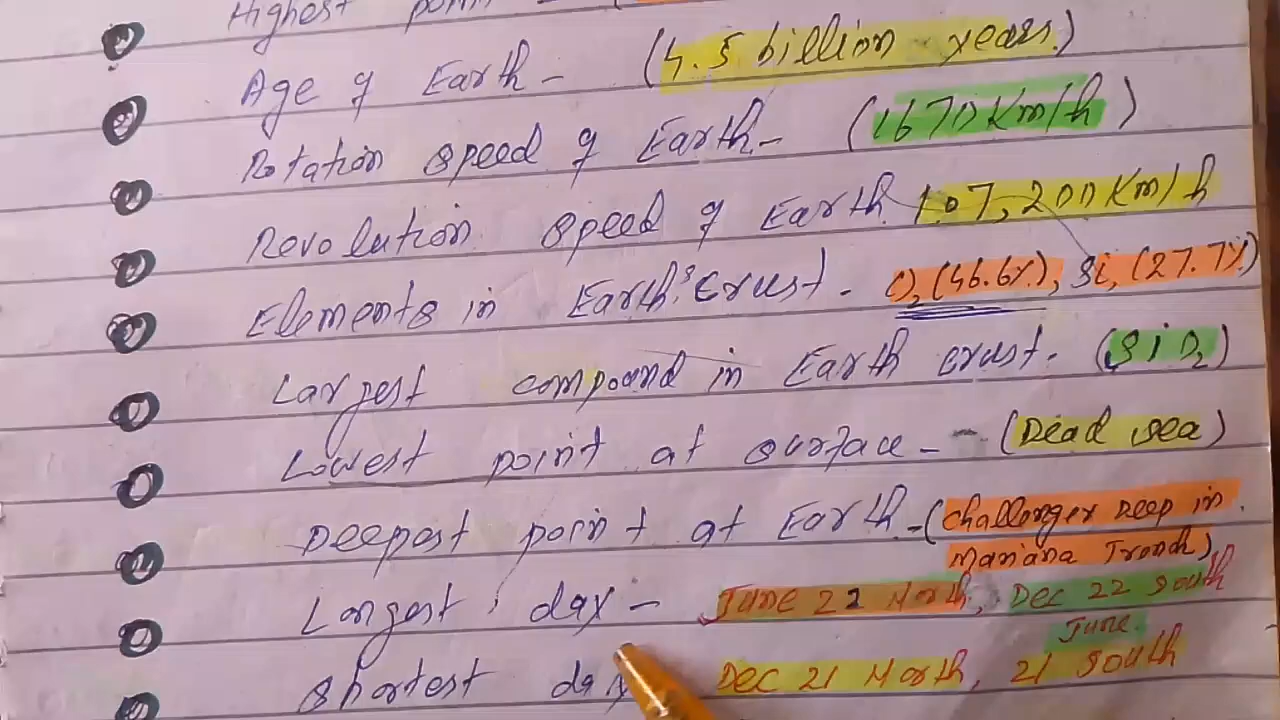 Highest point
Age of Earth - (4.5 billion years)
Rotation speed of Earth - (1670 Km/h)
Revolution speed of Earth 107,200 Km/h
Elements in Earth's crust - O2 (46.6%), Si, (27.7%)
Largest compound in Earth crust - (SiO2)
Lowest point at surface - (Dead sea)
Deepest point at Earth - (challenger Deep in
Mariana Trench)
Longest day - June 22 North, Dec 22 South
June
Shortest day Dec 21 North, 21 South